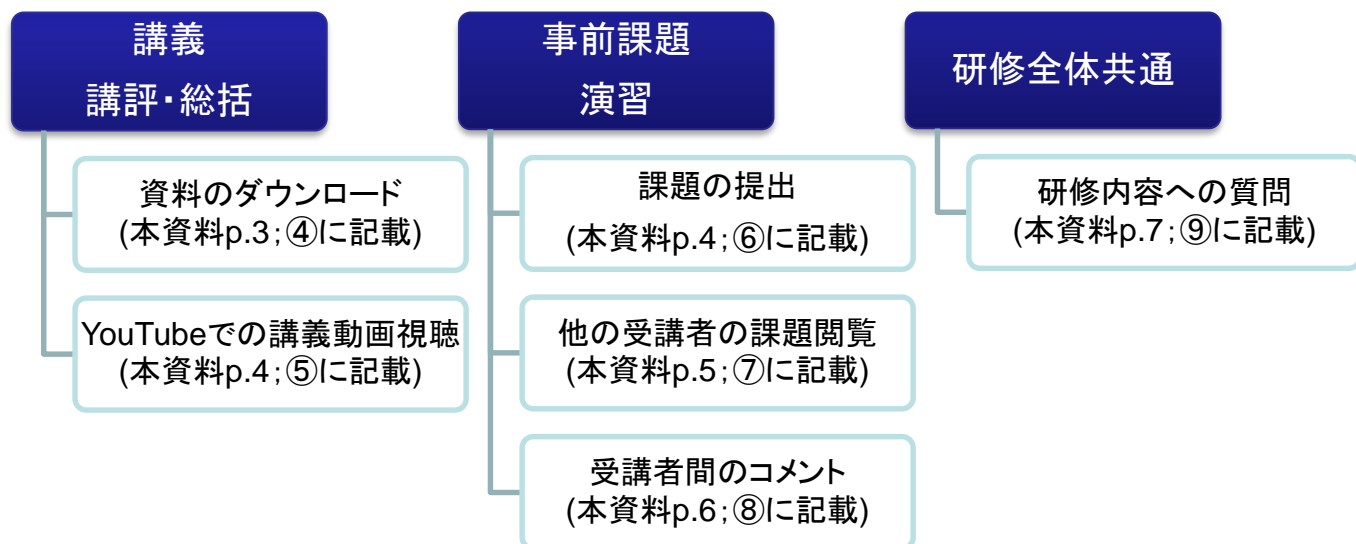 講義
講評・総括
資料のダウンロード
(本資料p.3;④に記載)
YouTubeでの講義動画視聴
(本資料p.4;⑤に記載)
事前課題
演習
課題の提出
(本資料p.4;⑥に記載)
他の受講者の課題閲覧
(本資料p.5;⑦に記載)
受講者間のコメント
(本資料p.6;⑧に記載)
研修全体共通
研修内容への質問
(本資料p.7;⑨に記載)